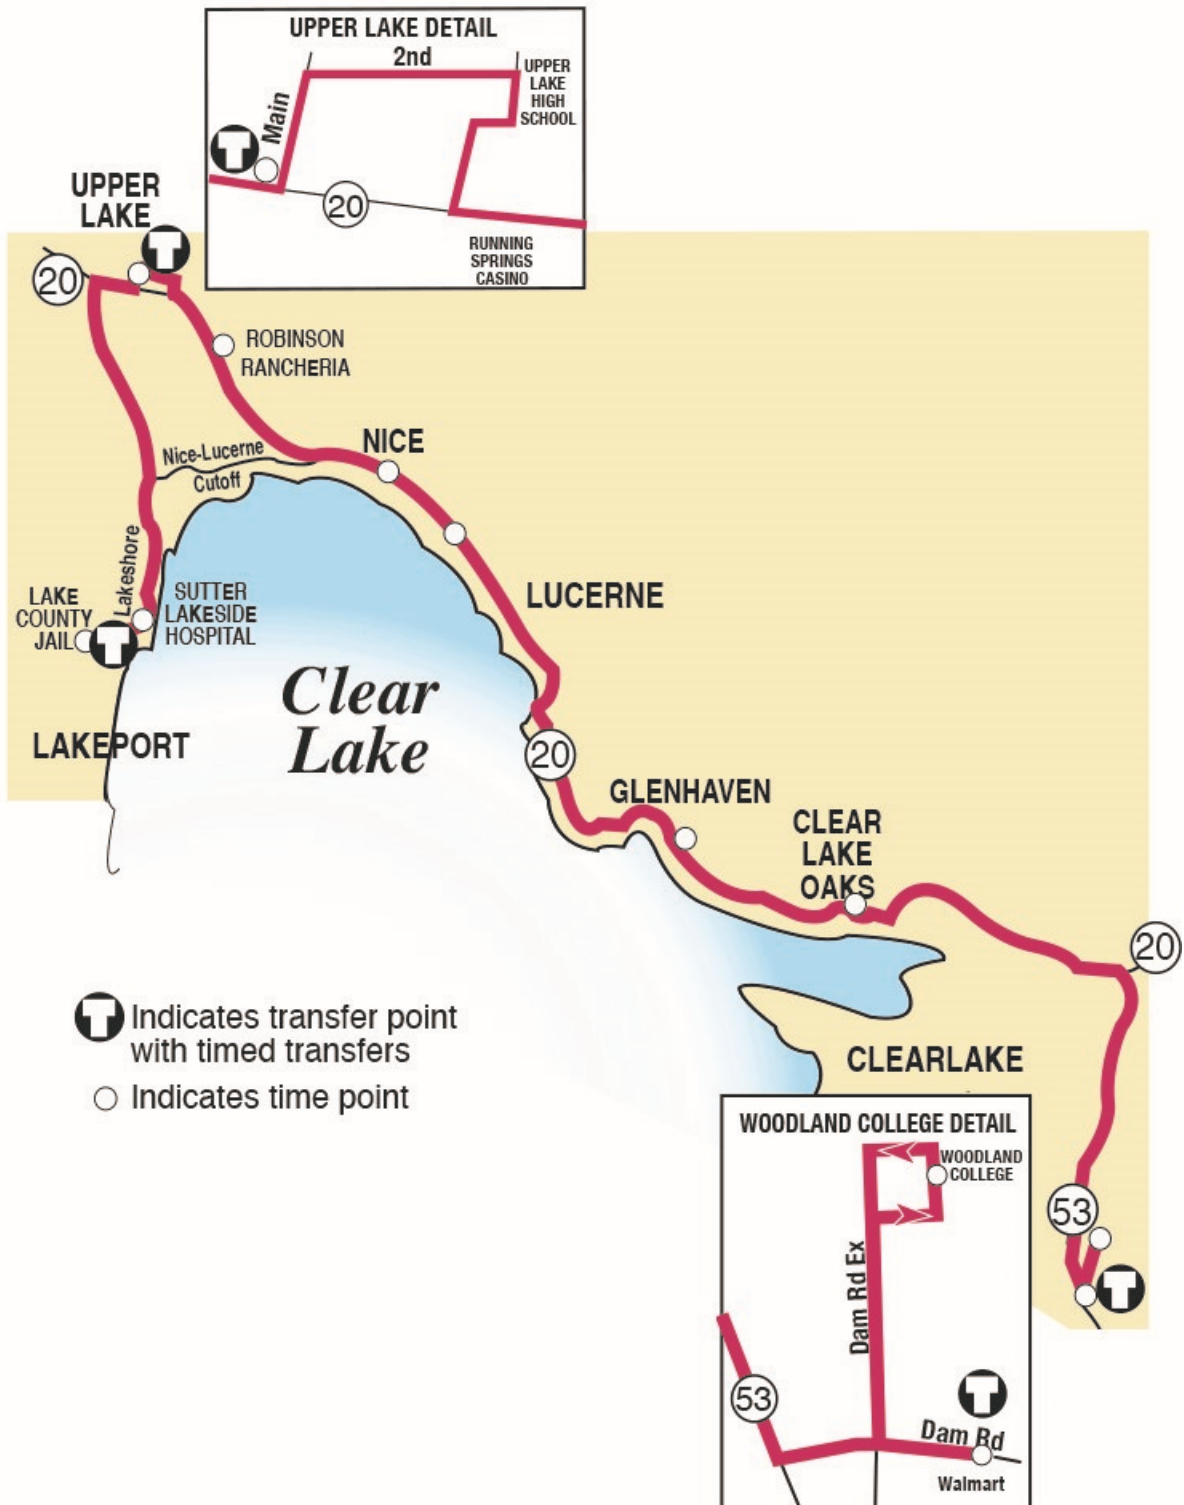 UPPER LAKE DETAIL
2nd
UPPER
LAKE
HIGH
SCHOOL
Main
T
20
RUNNING
SPRINGS
CASINO
UPPER
LAKE
T
20
ROBINSON
RANCHERIA
NICE
Nice-Lucerne
Cutoff
Lakeshore
LAKE
COUNTY
JAIL
T
SUTTER
LAKESIDE
HOSPITAL
LUCERNE
Clear
Lake
LAKEPORT
20
GLENHAVEN
CLEAR
LAKE
OAKS
20
T Indicates transfer point
with timed transfers
Indicates time point
CLEARLAKE
53
T
WOODLAND COLLEGE DETAIL
WOODLAND
COLLEGE
Dam Rd Ex
53
T
Dam Rd
Walmart